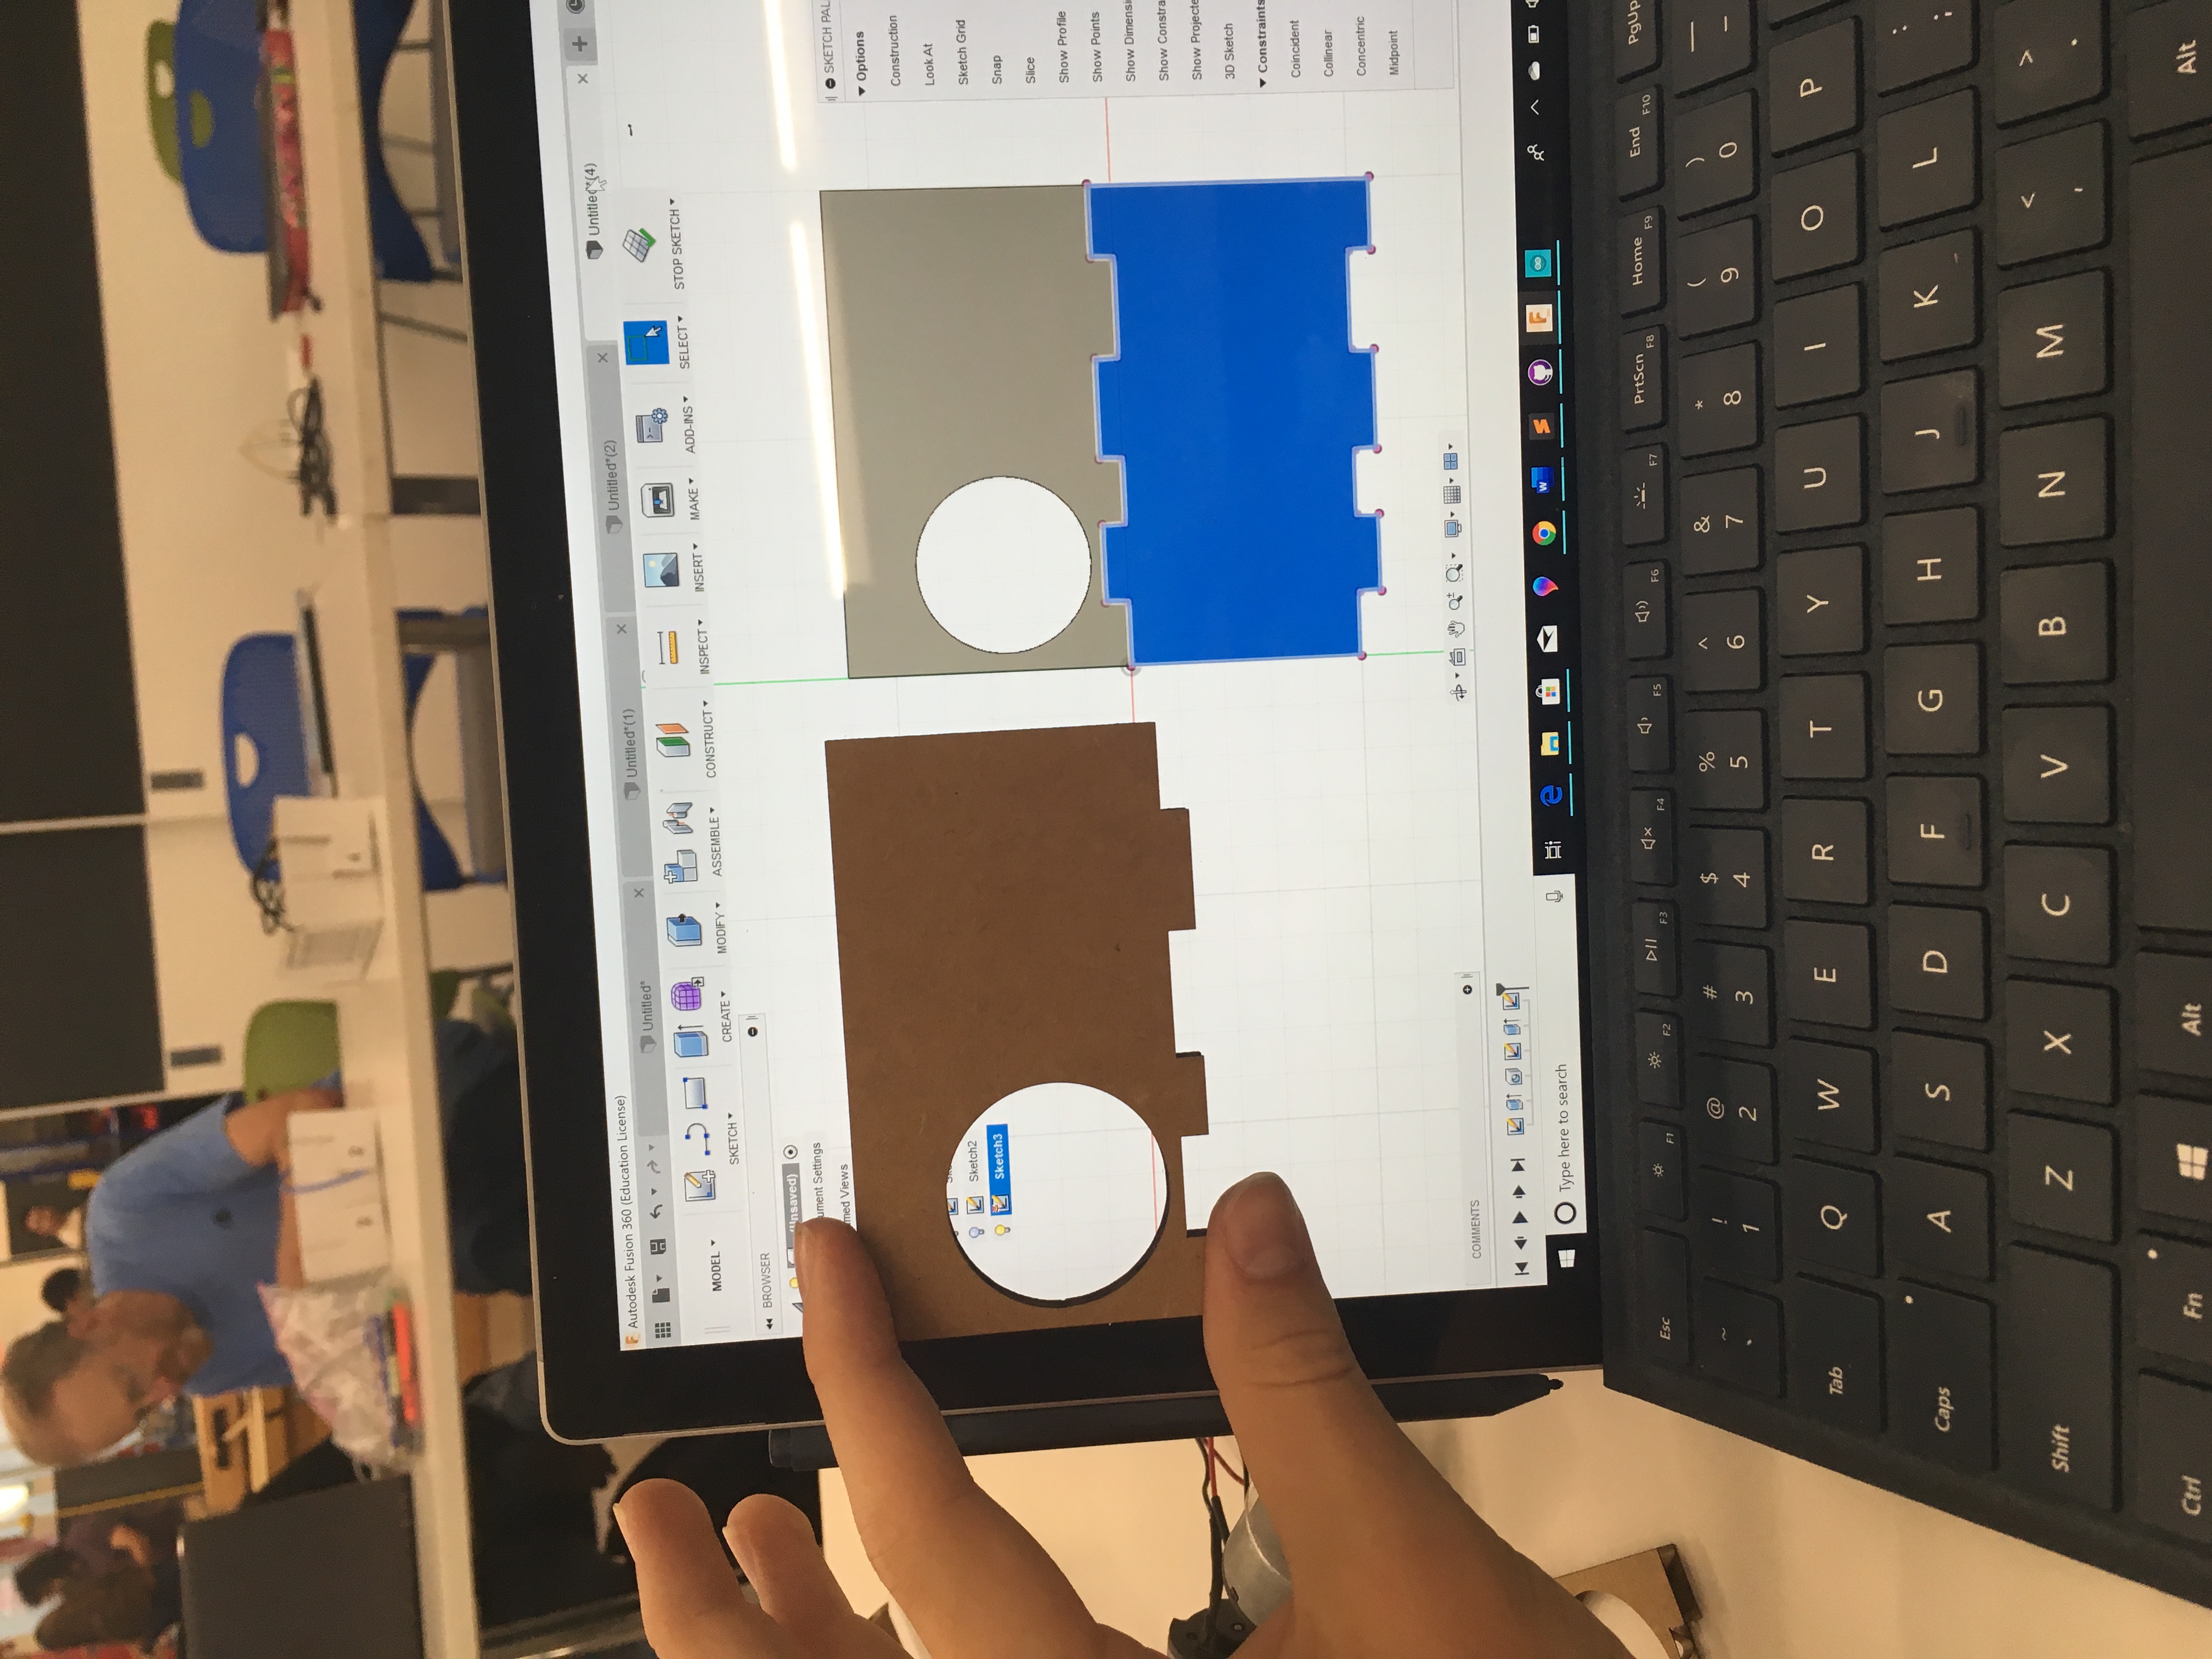 2
4
Autodesk Fusion 360 (Education License)
Untitled*
Untitled*(1)
Untitled*(2)
Untitled*(4)
MODEL
SKETCH
CREATE
MODIFY
ASSEMBLE
CONSTRUCT
INSPECT
INSERT
MAKE
ADD-INS
SELECT
STOP SKETCH
BROWSER
(Unsaved)
ument Settings
med Views
Sketch2
Sketch3
SKETCH PAL
Options
Construction
Look At
Sketch Grid
Snap
Slice
Show Profile
Show Points
Show Dimensi
Show Constra
Show Projecte
3D Sketch
Constraints
Coincident
Collinear
Concentric
Midpoint
COMMENTS
Type here to search
W
F
Esc F1 F2 F3 F4 F5 F6 F7 PrtScn F8 Home F9 End F10 PgUp
~ ! @ # $ % ^ & * ( ) —
` 1 2 3 4 5 6 7 8 9 0 –
Tab Q W E R T Y U I O P
Caps A S D F G H J K L : ;
Shift Z X C V B N M < , > .
Ctrl Fn Alt Alt